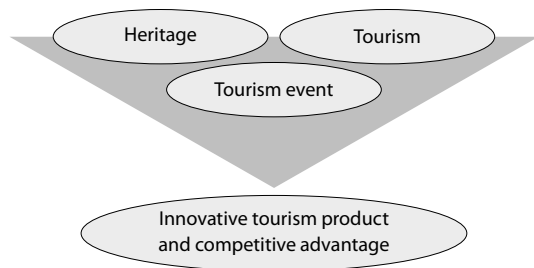 Heritage
Tourism
Tourism event
Innovative tourism product
and competitive advantage